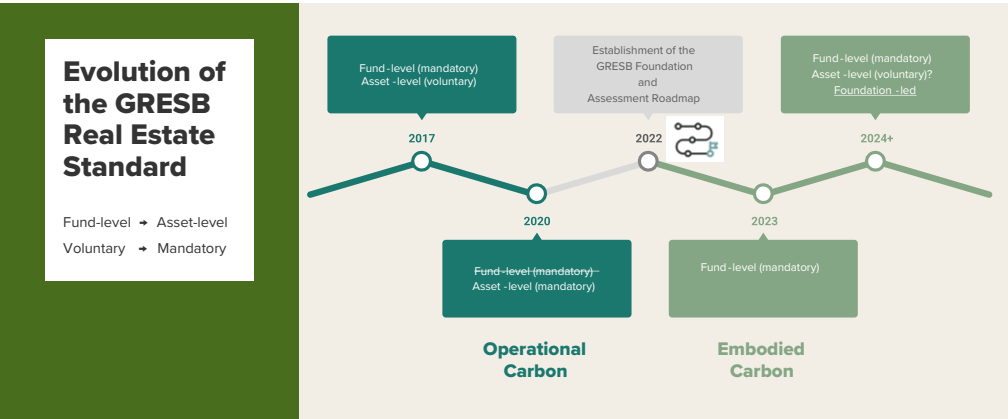 Evolution of
the GRESB
Real Estate
Standard
Fund-level → Asset-level
Voluntary → Mandatory
Fund-level (mandatory)
Asset-level (voluntary)
2017
Fund-level (mandatory)
Asset-level (mandatory)
2020
Establishment of the
GRESB Foundation
and
Assessment Roadmap
2022
2023
Fund-level (mandatory)
Fund-level (mandatory)
Asset-level (voluntary)?
Foundation-led
2024+
Operational
Carbon
Embodied
Carbon